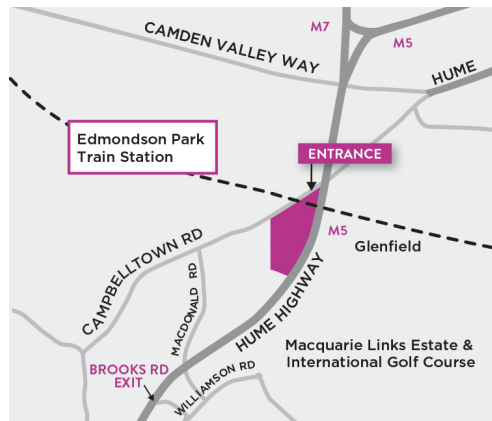 M7
M5
CAMDEN VALLEY WAY
HUME
Edmondson Park
Train Station
ENTRANCE
M5
Glenfield
CAMPBELLTOWN RD
MACDONALD RD
HUME HIGHWAY
Macquarie Links Estate &
International Golf Course
BROOKS RD
EXIT
WILLIAMSON RD